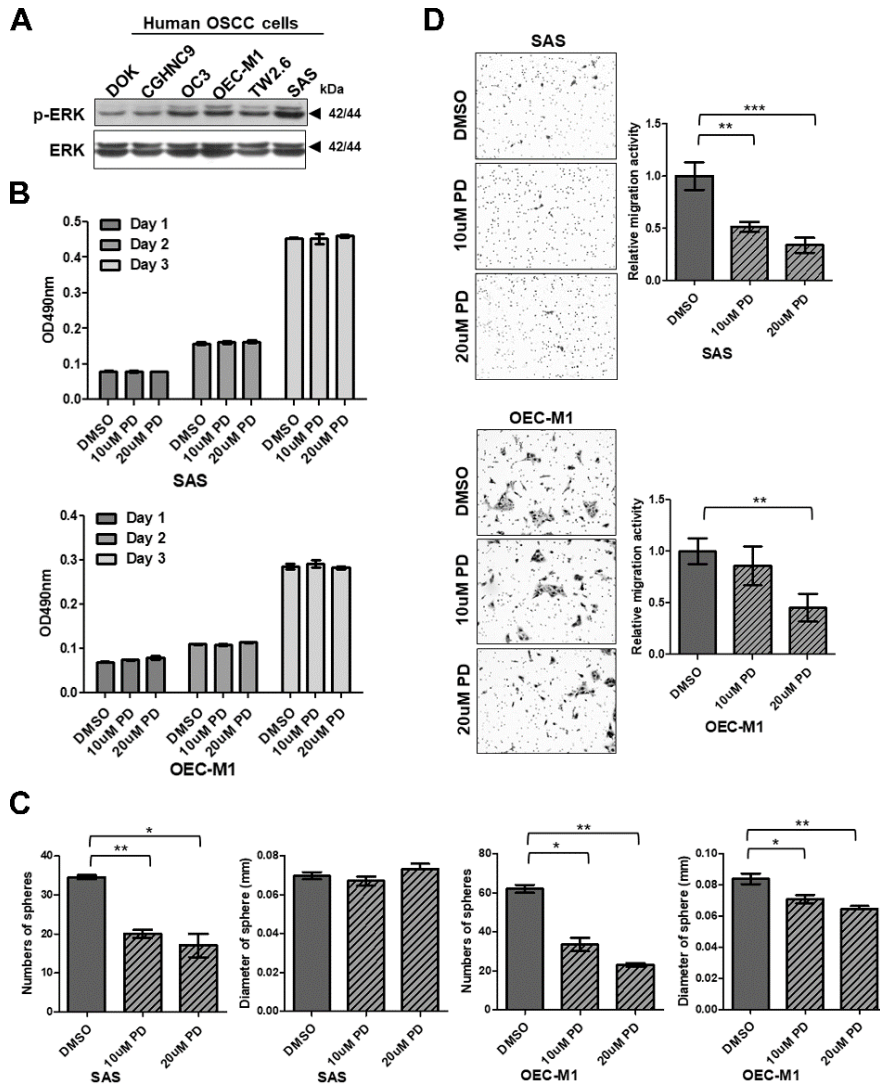 A
Human OSCC cells
DOK CGHNC9 OC3 OEC-M1 TW2.6 SAS kDa
p-ERK 42/44
ERK 42/44
B
OD490nm
0.5
0.4
0.3
0.2
0.1
0.0
Day 1
Day 2
Day 3
DMSO 10uM PD 20uM PD DMSO 10uM PD 20uM PD DMSO 10uM PD 20uM PD
SAS
OD490nm
0.4
0.3
0.2
0.1
0.0
Day 1
Day 2
Day 3
DMSO 10uM PD 20uM PD DMSO 10uM PD 20uM PD DMSO 10uM PD 20uM PD
OEC-M1
C
Numbers of spheres
40
30
20
10
0
*
**
DMSO 10uM PD 20uM PD
SAS
Diameter of sphere (mm)
0.08
0.06
0.04
0.02
0.00
DMSO 10uM PD 20uM PD
SAS
Numbers of spheres
80
60
40
20
0
**
*
DMSO 10uM PD 20uM PD
OEC-M1
Diameter of sphere (mm)
0.10
0.08
0.06
0.04
0.02
0.00
**
*
DMSO 10uM PD 20uM PD
OEC-M1
D
SAS
DMSO
10uM PD
20uM PD
Relative migration activity
1.5
1.0
0.5
0.0
***
**
DMSO 10uM PD 20uM PD
SAS
OEC-M1
DMSO
10uM PD
20uM PD
Relative migration activity
1.5
1.0
0.5
0.0
**
DMSO 10uM PD 20uM PD
OEC-M1